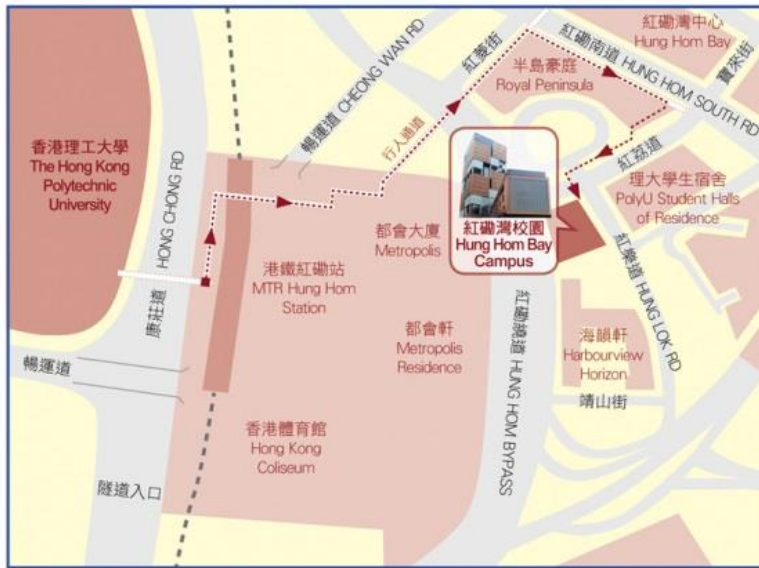 紅磡灣中心
Hung Hom Bay
寶來街
紅磡南道 HUNG HOM SOUTH RD
紅菱街
半島豪庭
Royal Peninsula
暢運道 CHEONG WAN RD
行人通道
紅荔道
香港理工大學
The Hong Kong
Polytechnic
University
康莊道 HONG CHONG RD
理大學生宿舍
PolyU Student Halls
of Residence
紅磡灣校園
Hung Hom Bay
Campus
都會大廈
Metropolis
港鐵紅磡站
MTR Hung Hom
Station
紅樂道 HUNG LOK RD
都會軒
Metropolis
Residence
紅磡繞道 HUNG HOM BYPASS
海韻軒
Harbourview
Horizon
靖山街
暢運道
香港體育館
Hong Kong
Coliseum
隧道入口